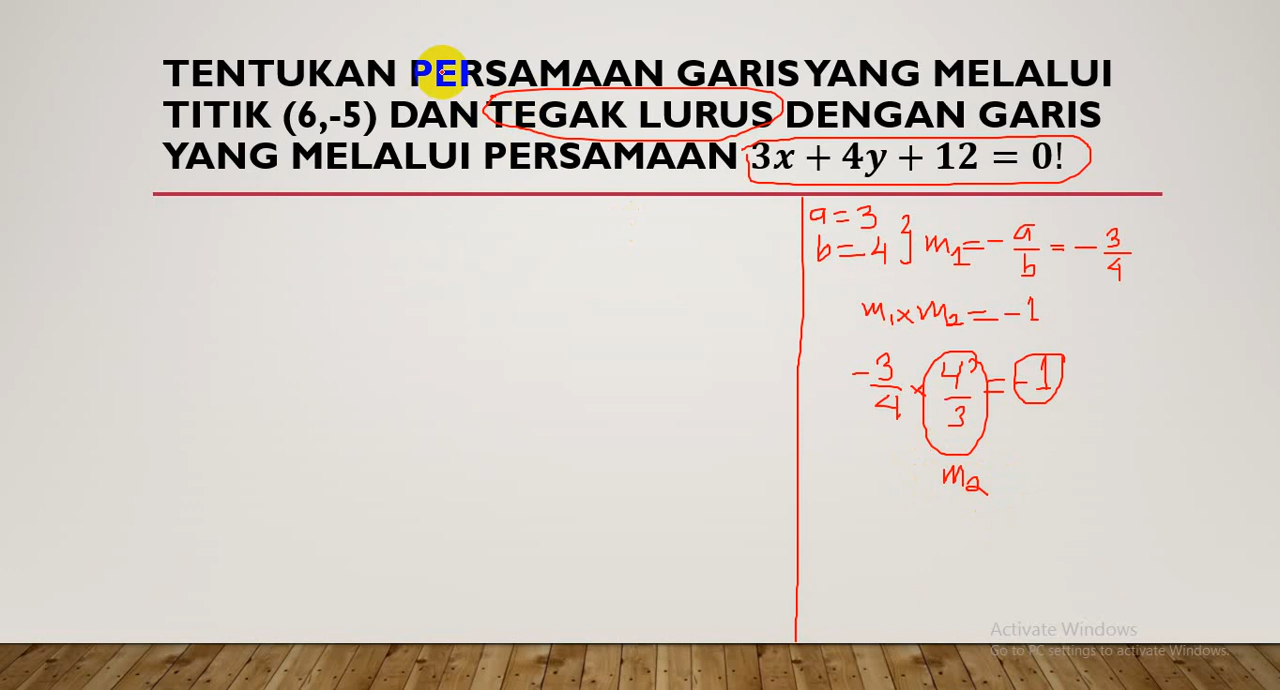 TENTUKAN PERSAMAAN GARIS YANG MELALUI
TITIK (6,-5) DAN TEGAK LURUS DENGAN GARIS
YANG MELALUI PERSAMAAN 3x + 4y + 12 = 0!
a = 3
b = 4 } m₁ = - a/b = - 3/4
m₁ × m₂ = -1
-3/4 × 4/3 = -1
m₂
Activate Windows
Go to PC settings to activate Windows.